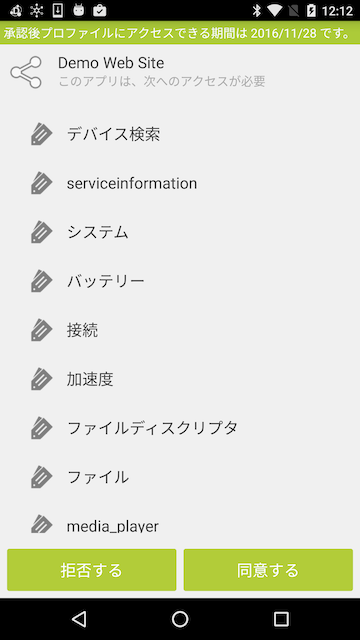 12:12
承認後プロファイルにアクセスできる期間は 2016/11/28 です。
Demo Web Site
このアプリは、次へのアクセスが必要
デバイス検索
serviceinformation
システム
バッテリー
接続
加速度
ファイルディスクリプタ
ファイル
media_player
拒否する
同意する